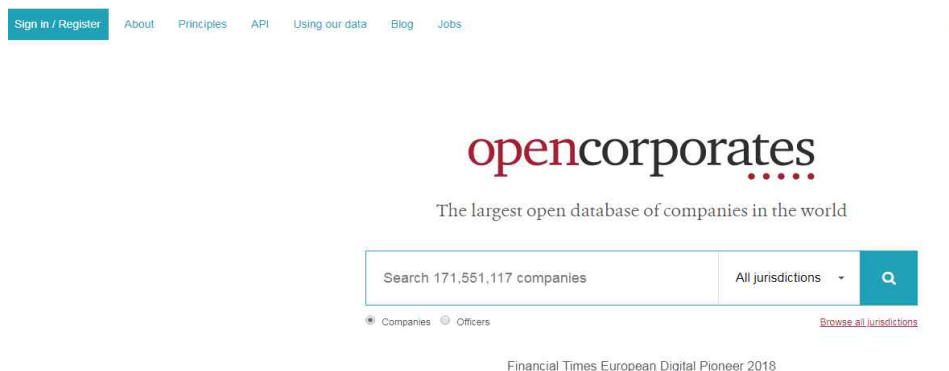 Sign in / Register About Principles API Using our data Blog Jobs
opencorporates
The largest open database of companies in the world
Search 171,551,117 companies All jurisdictions
Companies Officers Browse all jurisdictions
Financial Times European Digital Pioneer 2018